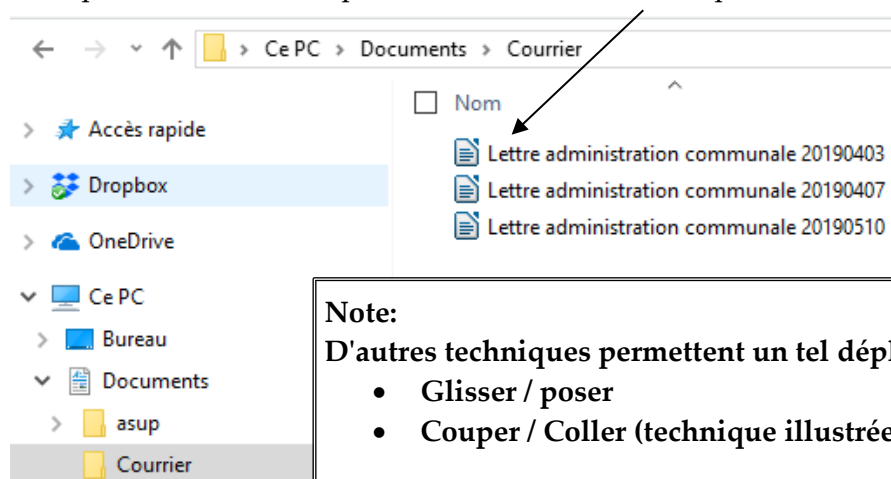 Ce PC > Documents > Courrier
Nom
Accès rapide
Lettre administration communale 20190403
Dropbox
Lettre administration communale 20190407
OneDrive
Lettre administration communale 20190510
Ce PC
Note:
Bureau
D'autres techniques permettent un tel
Documents
• Glisser / poser
asup
• Couper / Coller (technique illustrée
Courrier